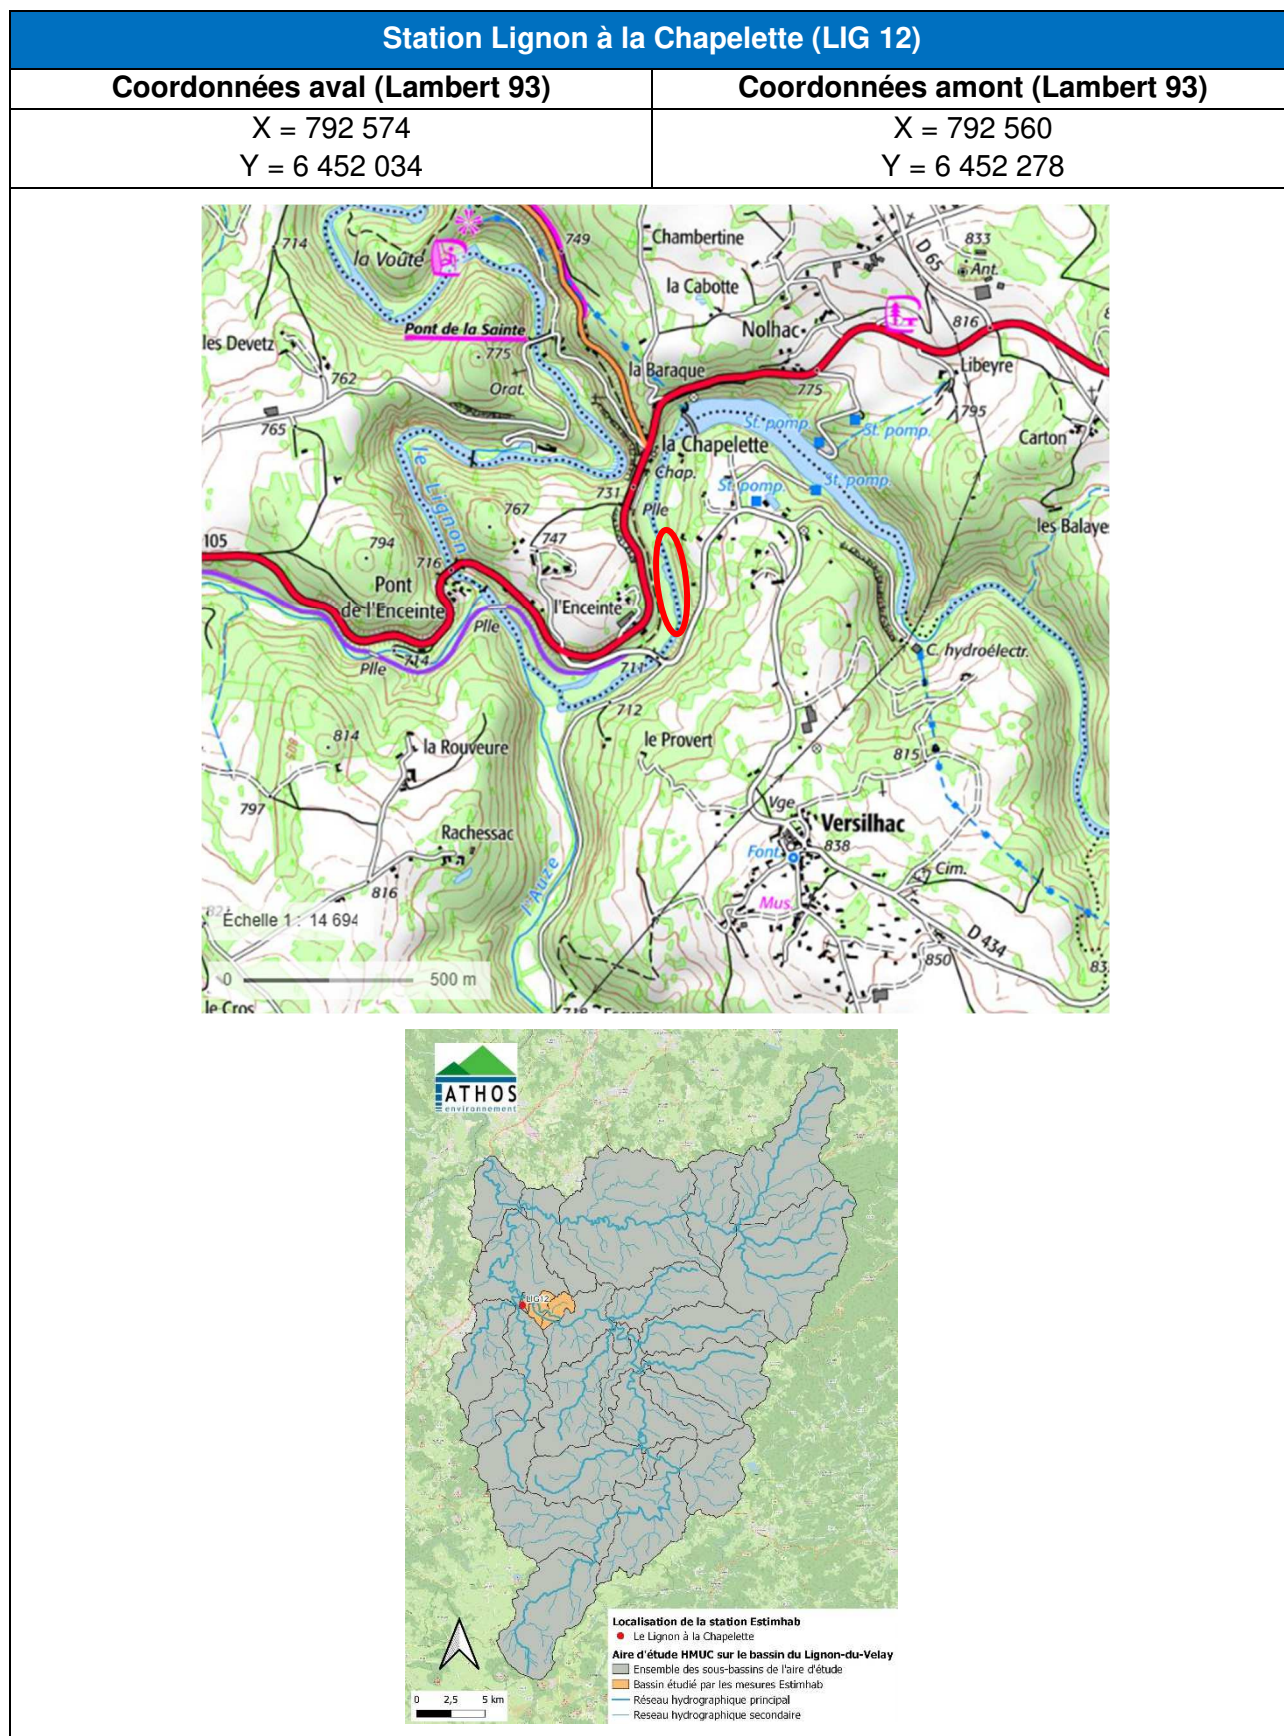 Station Lignon à la Chapelette (LIG 12)
Coordonnées aval (Lambert 93)
Coordonnées amont (Lambert 93)
X = 792 574
Y = 6 452 034
X = 792 560
Y = 6 452 278
714
la Voûte
749
Chambertine
D 65
833
Ant.
la Cabotte
Nolhac
816
Pont de la Sainte
les Devetz
775
762
Orat.
la Baraque
775
Libeyre
795
765
St. pomp.
St. pomp.
Carton
la Chapelette
Chap.
St. pomp.
St. pomp.
le Lignon
731
Plle
767
les Balaye
105
794
747
716
Pont
de l'Enceinte
l'Enceinte
Plle
Plle
714
711
C. hydroélectr.
712
814
la Rouveure
le Provert
815
797
Vge
Versilhac
Rachessac
838
Font.
Cim.
816
l'Auze
Mus.
Échelle 1 : 14 694
D 434
850
83
0
500 m
le Cros
718
ATHOS
environnement
LIG12
Localisation de la station Estimhab
Le Lignon à la Chapelette
Aire d'étude HMUC sur le bassin du Lignon-du-Velay
Ensemble des sous-bassins de l'aire d'étude
Bassin étudié par les mesures Estimhab
Réseau hydrographique principal
Reseau hydrographique secondaire
0 2,5 5 km